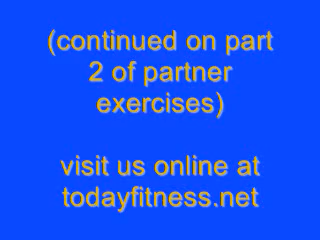 (continued on part
2 of partner
exercises)
visit us online at
todayfitness.net